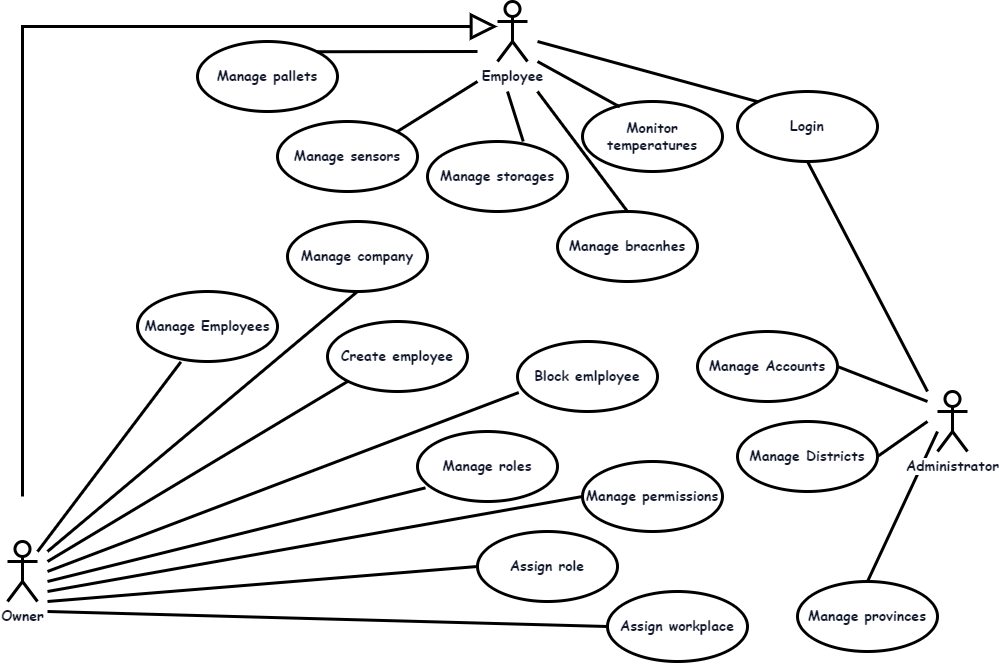 Manage pallets
Employee
Manage sensors
Manage storages
Monitor
temperatures
Login
Manage bracnhes
Manage company
Manage Employees
Create employee
Block emlployee
Manage Accounts
Manage roles
Manage Districts
Administrator
Manage permissions
Assign role
Owner
Assign workplace
Manage provinces